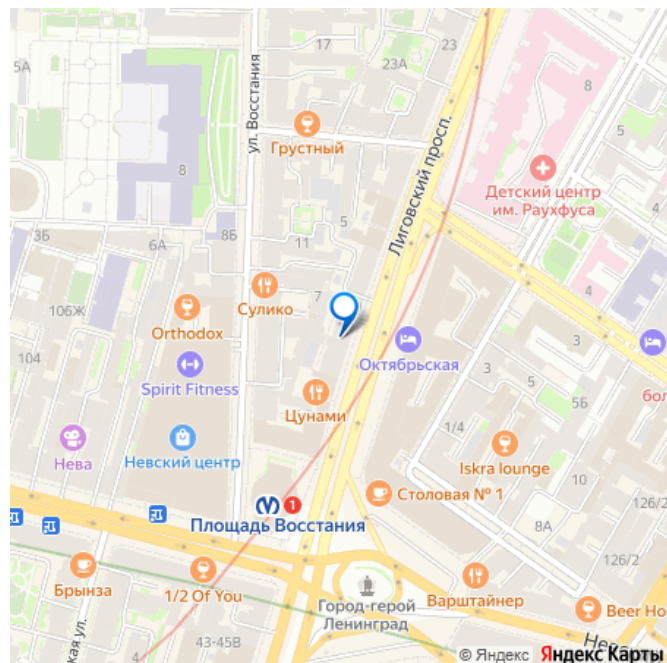 17
23
5А
23А
ул. Восстания
8
Грустный
5
Лиговский просп.
Детский центр
им. Раухфуса
8
5
4
3Б
6А
8Б
11
106Ж
Orthodox
Сулико
7
104
Spirit Fitness
Октябрьская
3
3
5
бол
Цунами
5Б
4
Нева
Невский центр
1/4
Iskra lounge
10
Столовая № 1
126/2
1
Площадь Восстания
8А
Брынза
1/2 Of You
Варштайнер
126/2
Город-герой
Ленинград
Beer Ho
43-45В
© Яндекс Яндекс Карты